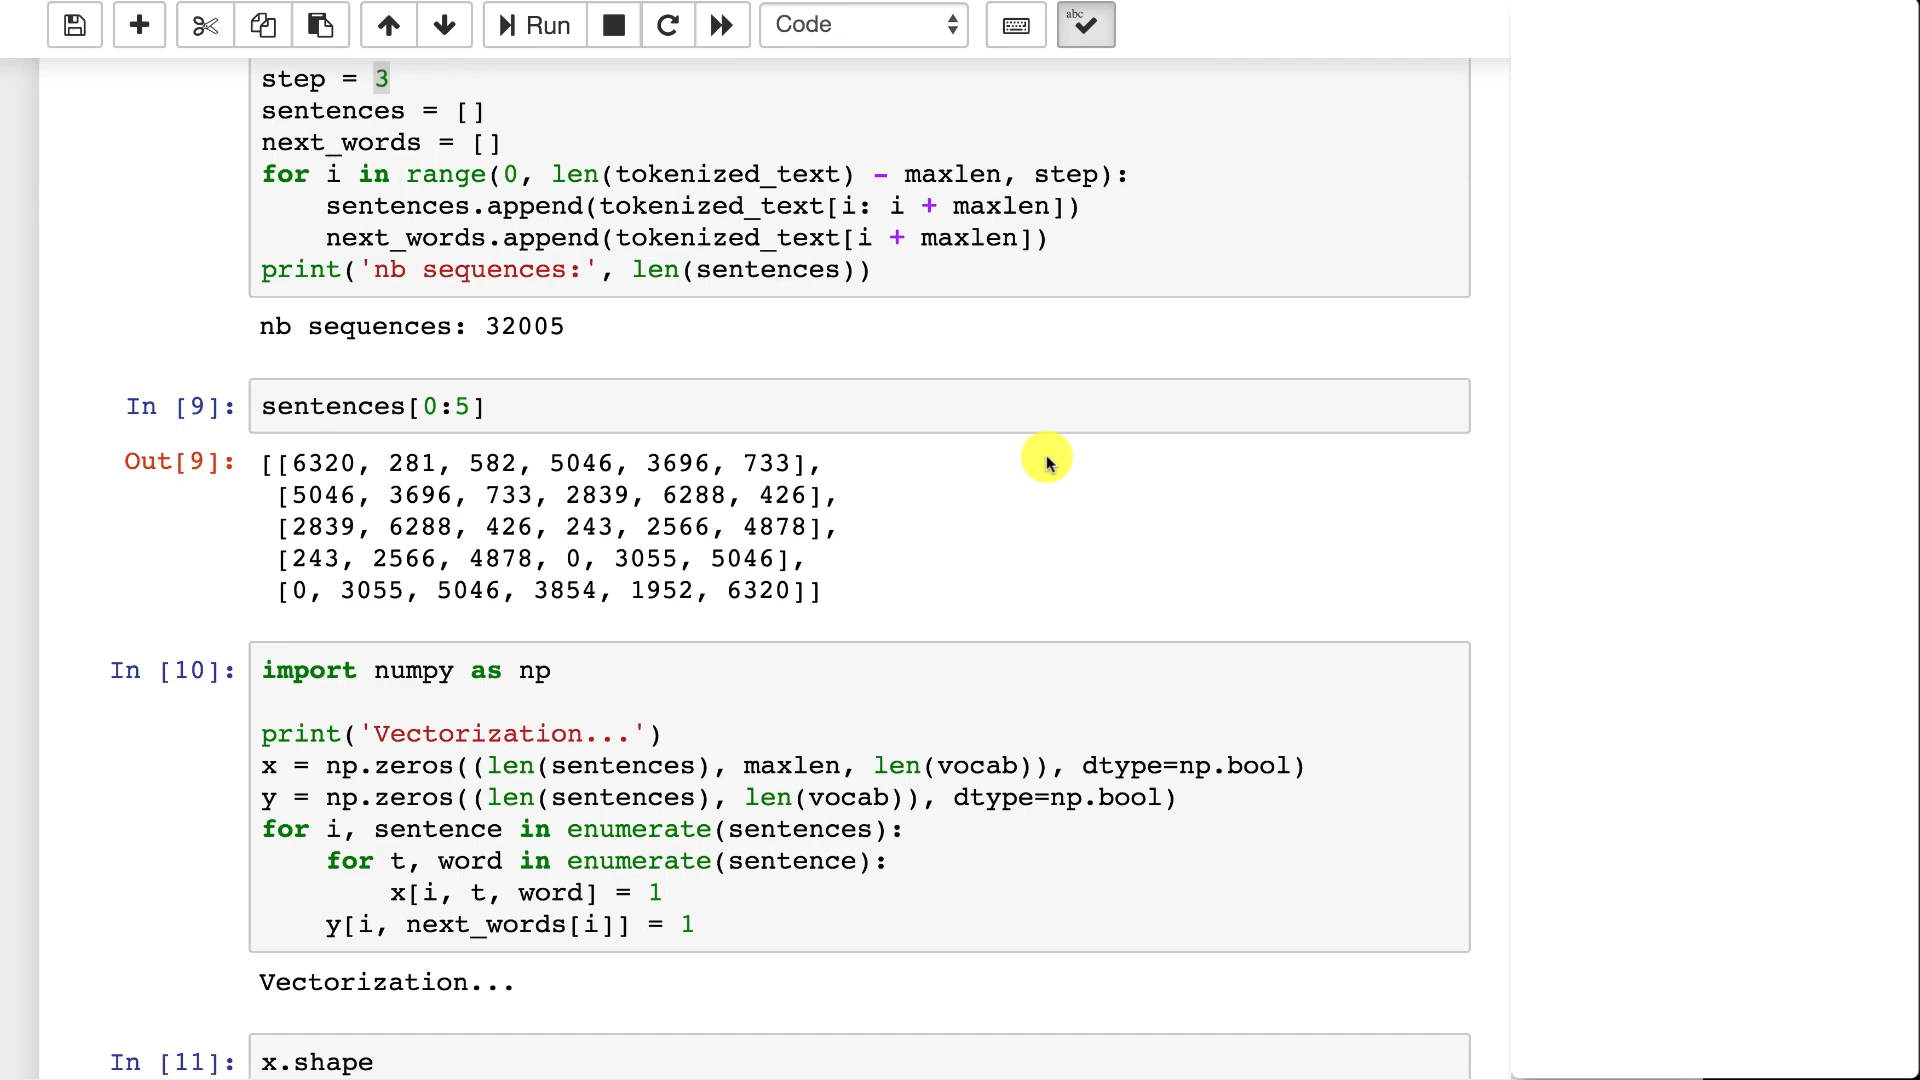 Run
Code
abc
step = 3
sentences = []
next_words = []
for i in range(0, len(tokenized_text) - maxlen, step):
    sentences.append(tokenized_text[i: i + maxlen])
    next_words.append(tokenized_text[i + maxlen])
print('nb sequences:', len(sentences))
nb sequences: 32005
In [9]: sentences[0:5]
Out[9]: [[6320, 281, 582, 5046, 3696, 733],
 [5046, 3696, 733, 2839, 6288, 426],
 [2839, 6288, 426, 243, 2566, 4878],
 [243, 2566, 4878, 0, 3055, 5046],
 [0, 3055, 5046, 3854, 1952, 6320]]
In [10]: import numpy as np
print('Vectorization...')
x = np.zeros((len(sentences), maxlen, len(vocab)), dtype=np.bool)
y = np.zeros((len(sentences), len(vocab)), dtype=np.bool)
for i, sentence in enumerate(sentences):
    for t, word in enumerate(sentence):
        x[i, t, word] = 1
    y[i, next_words[i]] = 1
Vectorization...
In [11]: x.shape